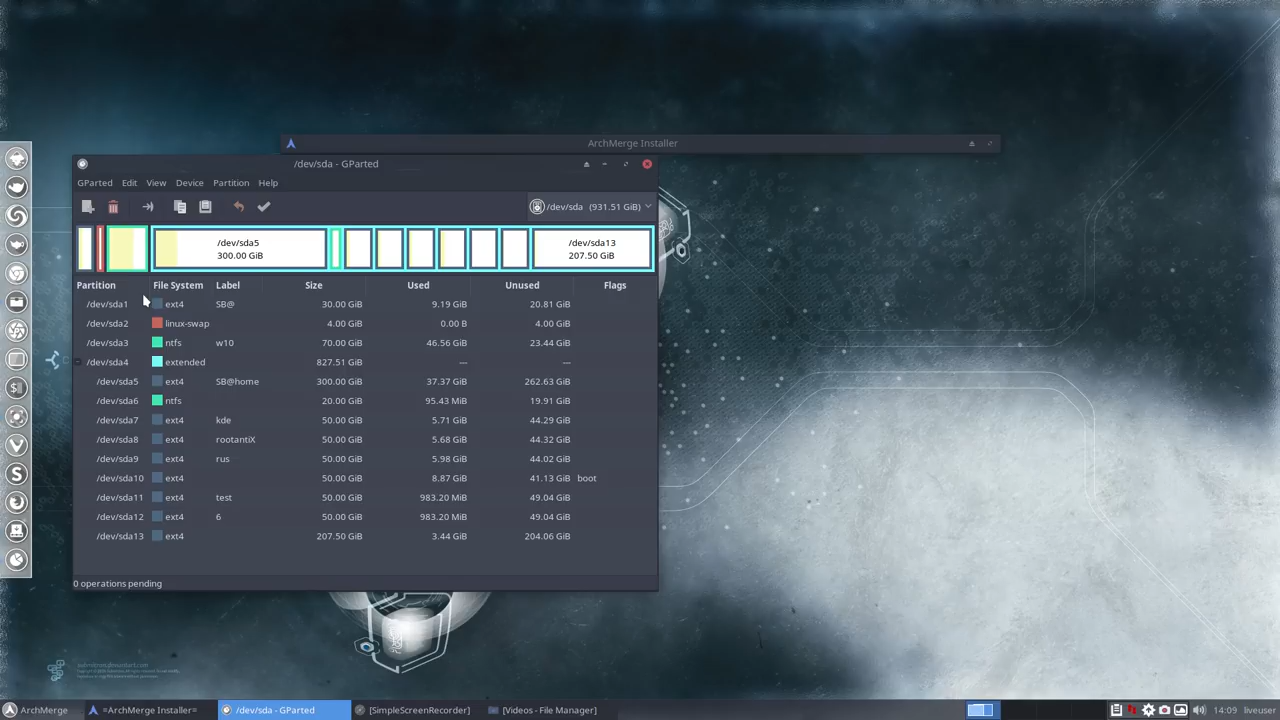 ArchMerge Installer
/dev/sda - GParted
GParted Edit View Device Partition Help
/dev/sda (931.51 GiB)
/dev/sda5
300.00 GiB
/dev/sda13
207.50 GiB
Partition File System Label Size Used Unused Flags
/dev/sda1 ext4 SB@ 30.00 GiB 9.19 GiB 20.81 GiB
/dev/sda2 linux-swap 4.00 GiB 0.00 B 4.00 GiB
/dev/sda3 ntfs w10 70.00 GiB 46.56 GiB 23.44 GiB
/dev/sda4 extended 827.51 GiB --- ---
/dev/sda5 ext4 SB@home 300.00 GiB 37.37 GiB 262.63 GiB
/dev/sda6 ntfs 20.00 GiB 95.43 MiB 19.91 GiB
/dev/sda7 ext4 kde 50.00 GiB 5.71 GiB 44.29 GiB
/dev/sda8 ext4 rootantiX 50.00 GiB 5.68 GiB 44.32 GiB
/dev/sda9 ext4 rus 50.00 GiB 5.98 GiB 44.02 GiB
/dev/sda10 ext4 50.00 GiB 8.87 GiB 41.13 GiB boot
/dev/sda11 ext4 test 50.00 GiB 983.20 MiB 49.04 GiB
/dev/sda12 ext4 6 50.00 GiB 983.20 MiB 49.04 GiB
/dev/sda13 ext4 207.50 GiB 3.44 GiB 204.06 GiB
0 operations pending
ArchMerge =ArchMerge Installer= /dev/sda - GParted [SimpleScreenRecorder] [Videos - File Manager] 14:09 liveuser